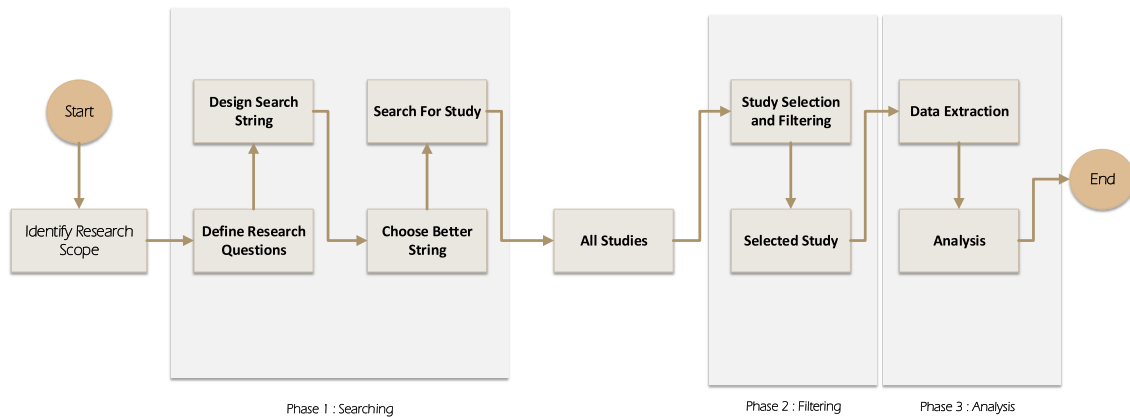 Start
Identify Research
Scope
Define Research
Questions
Design Search
String
Choose Better
String
Search For Study
All Studies
Study Selection
and Filtering
Selected Study
Data Extraction
Analysis
End
Phase 1 : Searching
Phase 2 : Filtering
Phase 3 : Analysis